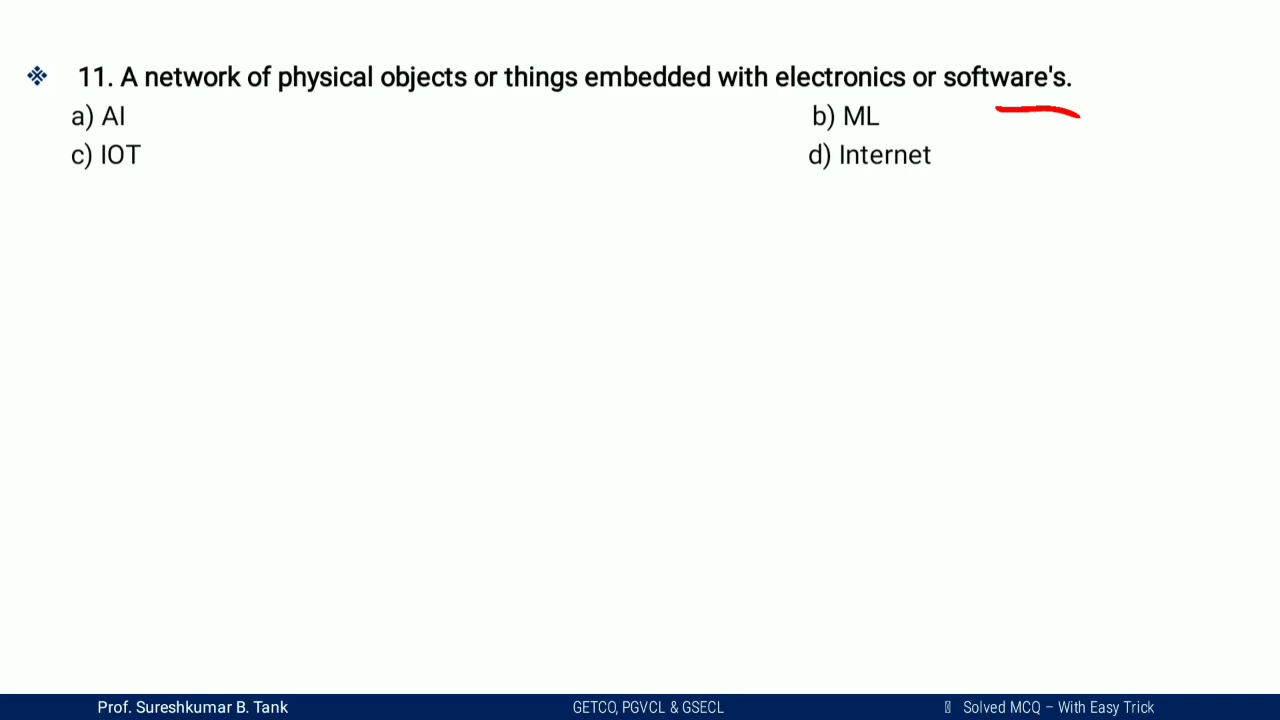 ❖ 11. A network of physical objects or things embedded with electronics or software's.
a) AI b) ML
c) IOT d) Internet
Prof. Sureshkumar B. Tank GETCO, PGVCL & GSECL Solved MCQ – With Easy Trick